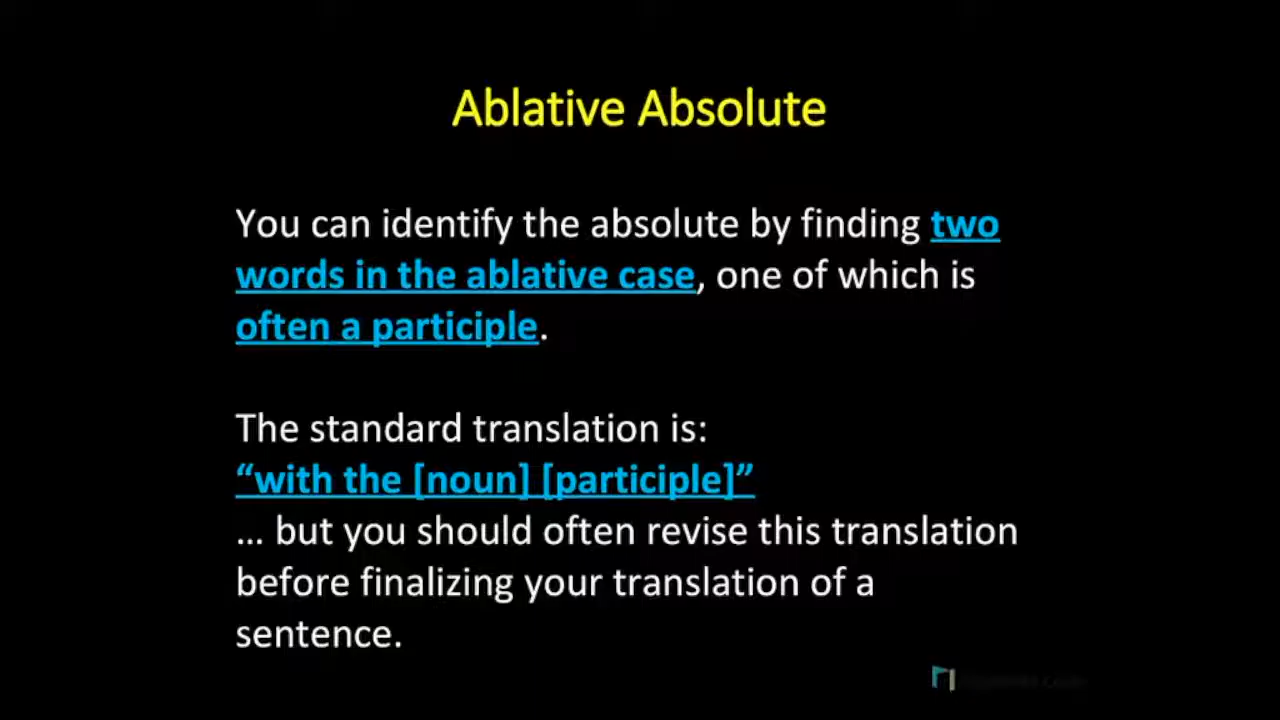 Ablative Absolute
You can identify the absolute by finding two
words in the ablative case, one of which is
often a participle.
The standard translation is:
“with the [noun] [participle]”
… but you should often revise this translation
before finalizing your translation of a
sentence.